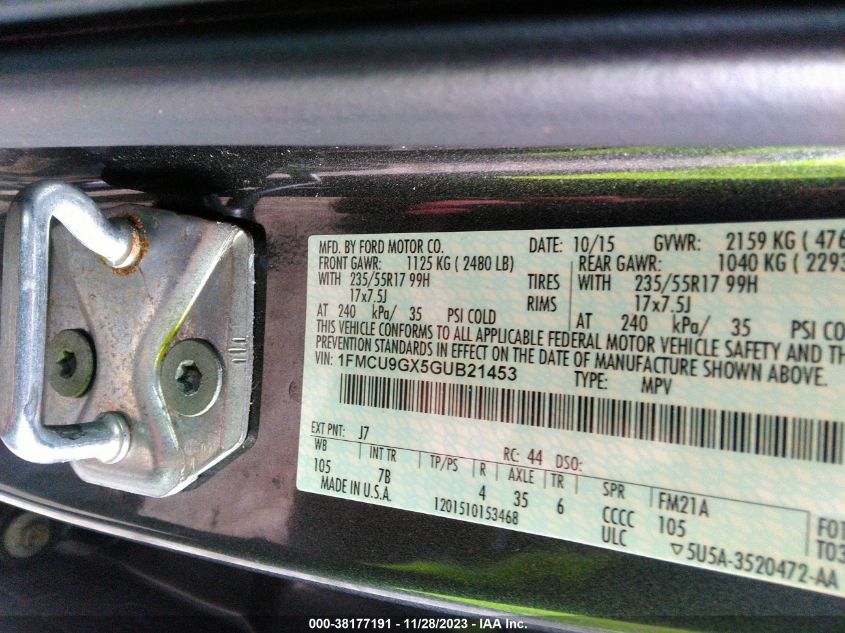 MFD. BY FORD MOTOR CO. DATE: 10/15 GVWR: 2159 KG ( 476
FRONT GAWR: 1125 KG ( 2480 LB) REAR GAWR: 1040 KG ( 2293
WITH 235/55R17 99H TIRES WITH 235/55R17 99H
17x7.5J RIMS 17x7.5J
AT 240 kPa/ 35 PSI COLD AT 240 kPa/ 35 PSI CO
THIS VEHICLE CONFORMS TO ALL APPLICABLE FEDERAL MOTOR VEHICLE SAFETY AND T
PREVENTION STANDARDS IN EFFECT ON THE DATE OF MANUFACTURE SHOWN ABOVE.
VIN: 1FMCU9GX5GUB21453 TYPE: MPV
EXT PNT: J7 RC: 44 DSO:
WB INT TR TP/PS R AXLE TR SPR FM21A
105 7B 4 35 6 CCCC 105 F01
MADE IN U.S.A. 1201510153468 ULC T03
▽5U5A-3520472-AA
000-38177191 - 11/28/2023 - IAA Inc.